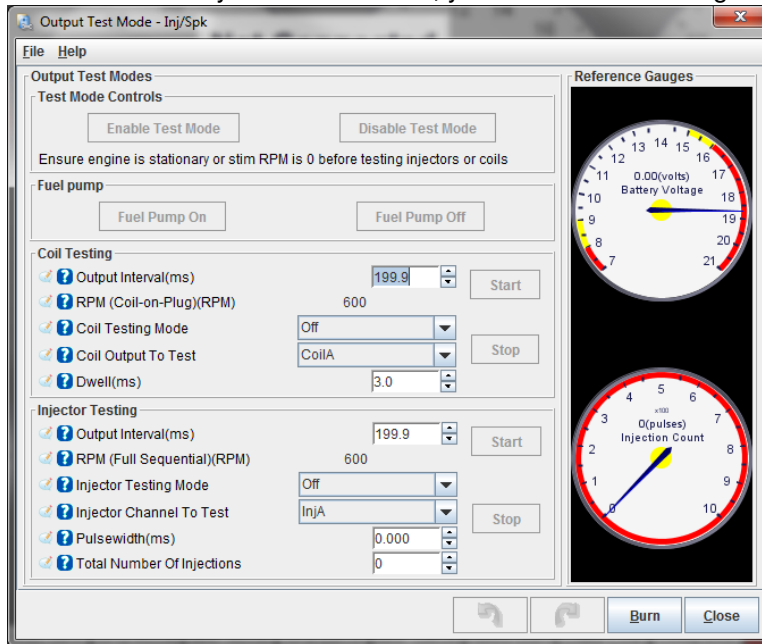 Output Test Mode - Inj/Spk
File Help
Output Test Modes
Test Mode Controls
Enable Test Mode Disable Test Mode
Ensure engine is stationary or stim RPM is 0 before testing injectors or coils
Fuel pump
Fuel Pump On Fuel Pump Off
Coil Testing
Output Interval(ms) 199.9 Start
RPM (Coil-on-Plug)(RPM) 600
Coil Testing Mode Off
Coil Output To Test CoilA Stop
Dwell(ms) 3.0
Injector Testing
Output Interval(ms) 199.9 Start
RPM (Full Sequential)(RPM) 600
Injector Testing Mode Off
Injector Channel To Test InjA Stop
Pulsewidth(ms) 0.000
Total Number Of Injections 0
Reference Gauges
7 8 9 10 11 12 13 14 15 16 17 18 19 20 21
0.00(volts)
Battery Voltage
0 1 2 3 4 5 6 7 8 9 10
x100
0(pulses)
Injection Count
Burn Close